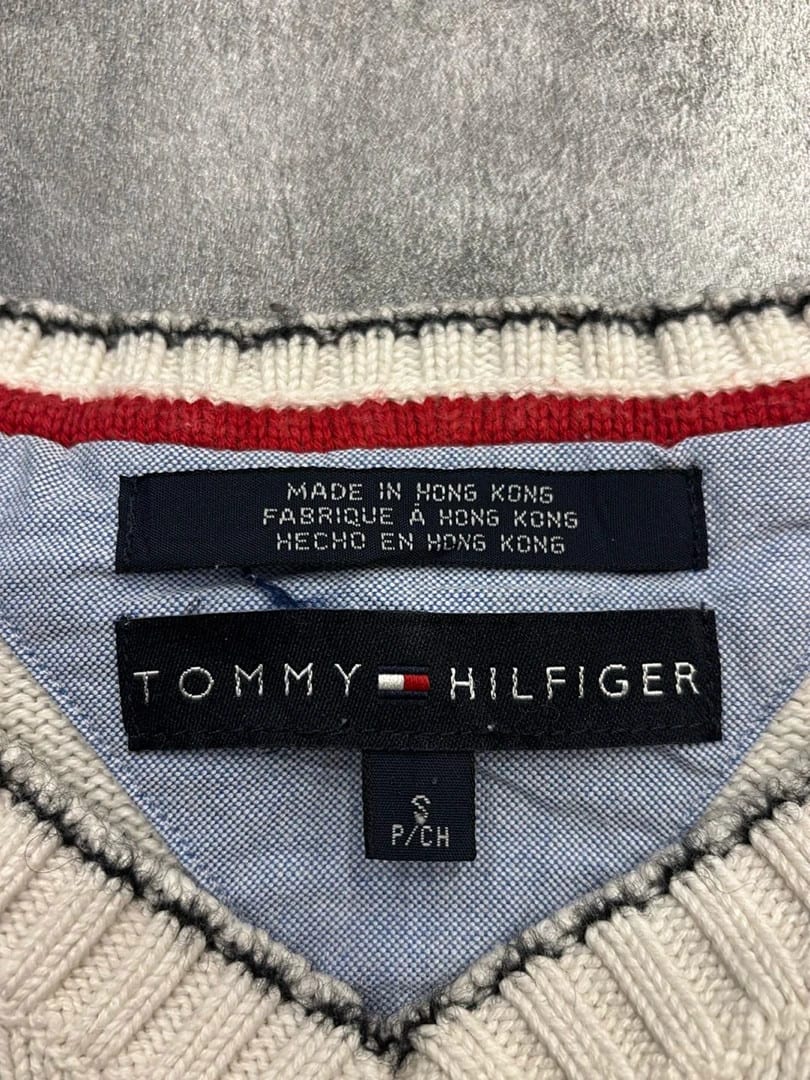 MADE IN HONG KONG
FABRIQUE À HONG KONG
HECHO EN HONG KONG
TOMMY HILFIGER
S
P/CH